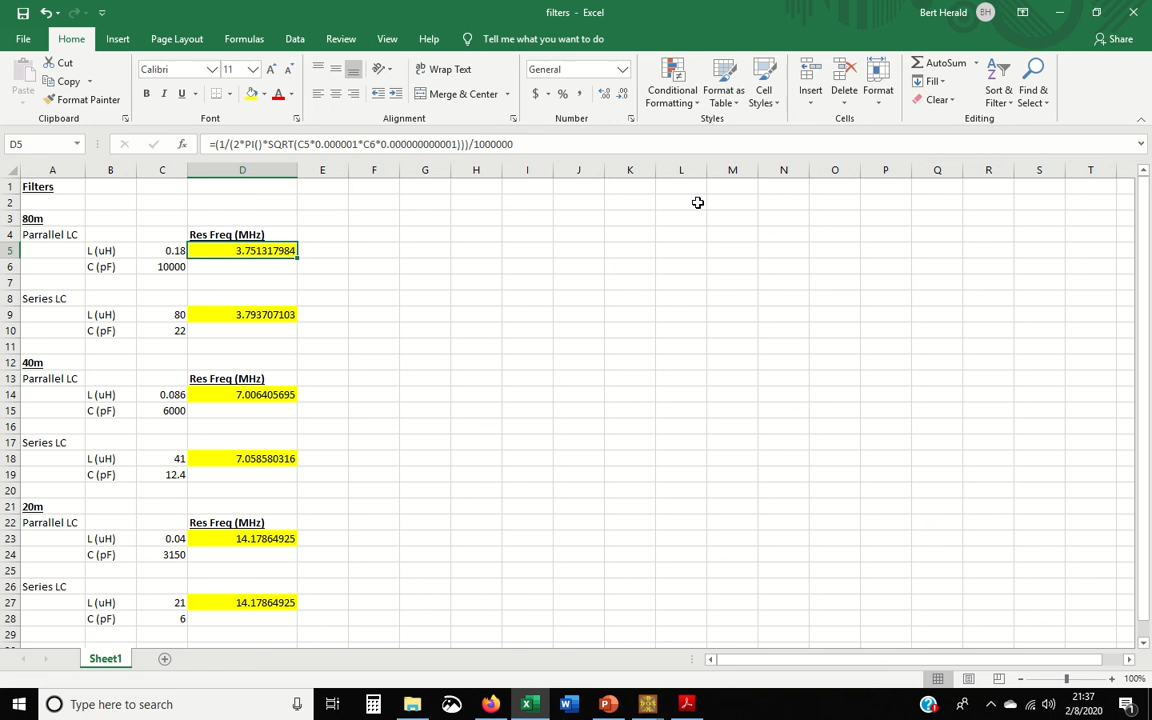 filters - Excel
Bert Herald BH
File Home Insert Page Layout Formulas Data Review View Help Tell me what you want to do Share
Paste
Cut
Copy
Format Painter
Clipboard
Calibri 11 A A
B I U A
Font
Wrap Text
Merge & Center
Alignment
General
$ % ,
Number
Conditional Formatting
Format as Table
Cell Styles
Styles
Insert Delete Format
Cells
AutoSum
Fill
Clear
Sort & Filter
Find & Select
Editing
D5 fx =(1/(2*PI()*SQRT(C5*0.000001*C6*0.000000000001)))/1000000
A B C D E F G H I J K L M N O P Q R S T
1 Filters
2
3 80m
4 Parrallel LC Res Freq (MHz)
5 L (uH) 0.18 3.751317984
6 C (pF) 10000
7
8 Series LC
9 L (uH) 80 3.793707103
10 C (pF) 22
11
12 40m
13 Parrallel LC Res Freq (MHz)
14 L (uH) 0.086 7.006405695
15 C (pF) 6000
16
17 Series LC
18 L (uH) 41 7.058580316
19 C (pF) 12.4
20
21 20m
22 Parrallel LC Res Freq (MHz)
23 L (uH) 0.04 14.17864925
24 C (pF) 3150
25
26 Series LC
27 L (uH) 21 14.17864925
28 C (pF) 6
29
Sheet1
100%
Type here to search
21:37
2/8/2020